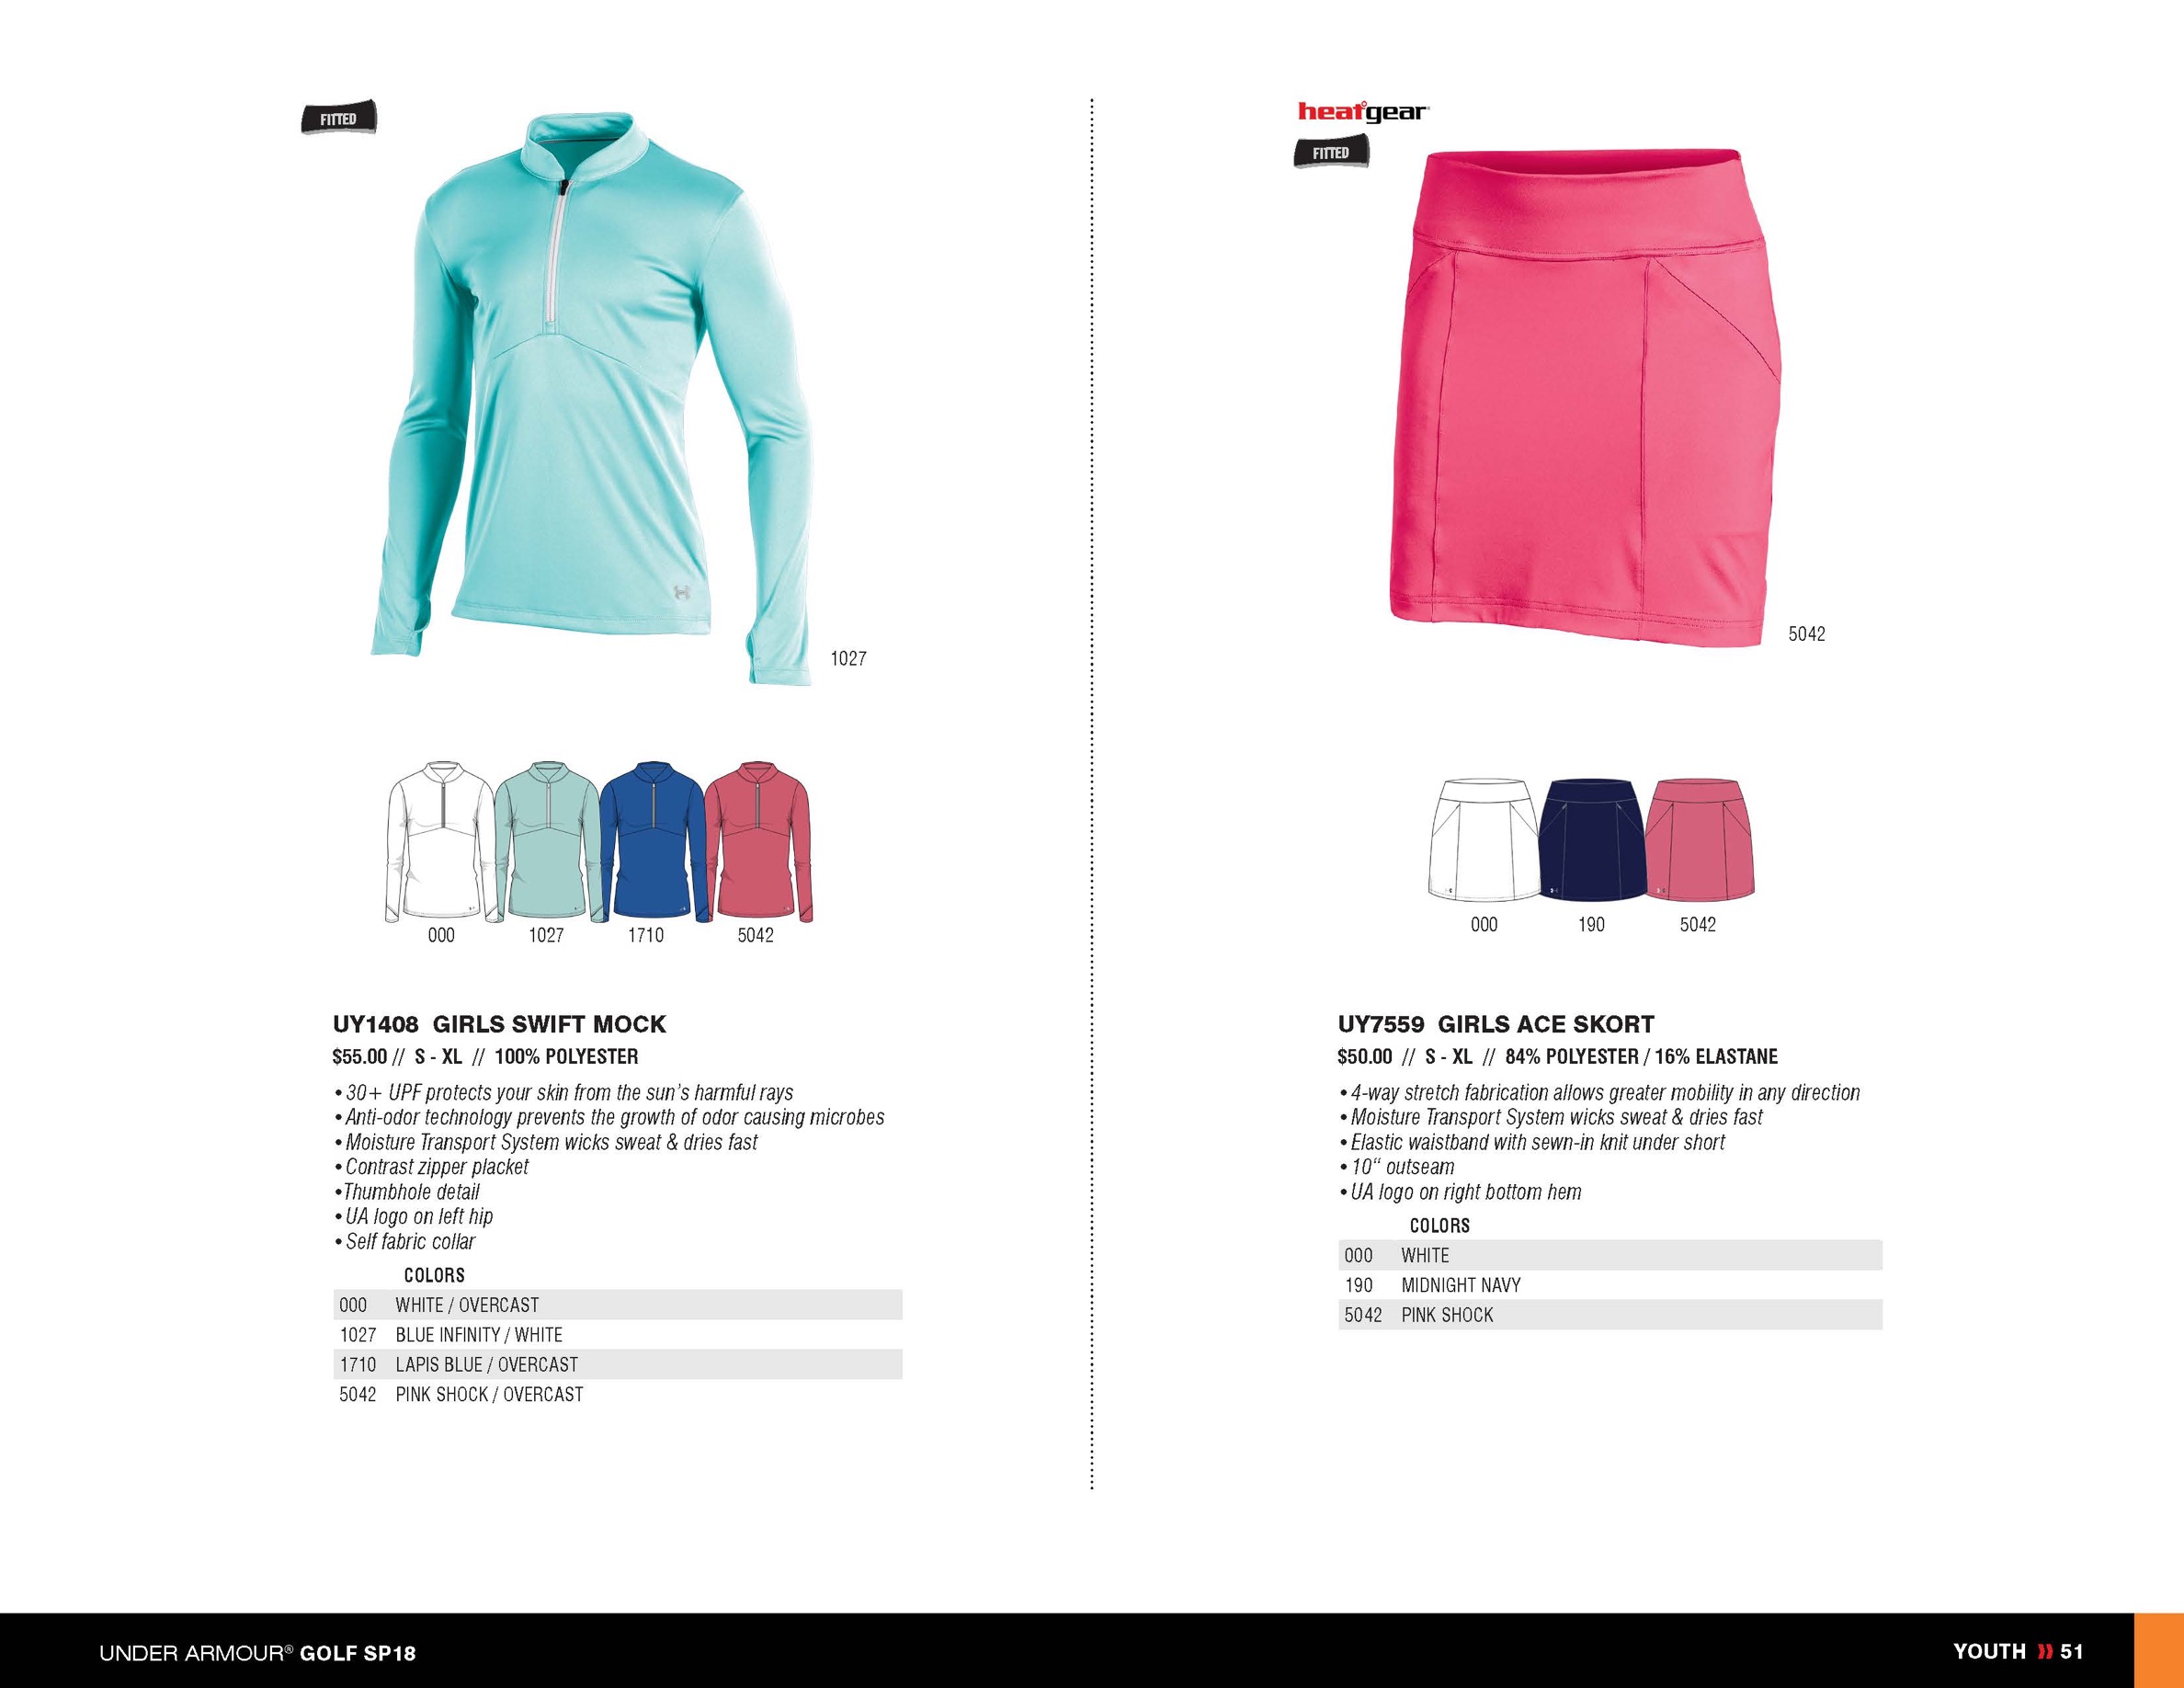 FITTED
1027
000 1027 1710 5042
UY1408 GIRLS SWIFT MOCK
$55.00 // S - XL // 100% POLYESTER
• 30+ UPF protects your skin from the sun’s harmful rays
• Anti-odor technology prevents the growth of odor causing microbes
• Moisture Transport System wicks sweat & dries fast
• Contrast zipper placket
• Thumbhole detail
• UA logo on left hip
• Self fabric collar
COLORS
000 WHITE / OVERCAST
1027 BLUE INFINITY / WHITE
1710 LAPIS BLUE / OVERCAST
5042 PINK SHOCK / OVERCAST
heatgear
FITTED
5042
000 190 5042
UY7559 GIRLS ACE SKORT
$50.00 // S - XL // 84% POLYESTER / 16% ELASTANE
• 4-way stretch fabrication allows greater mobility in any direction
• Moisture Transport System wicks sweat & dries fast
• Elastic waistband with sewn-in knit under short
• 10“ outseam
• UA logo on right bottom hem
COLORS
000 WHITE
190 MIDNIGHT NAVY
5042 PINK SHOCK
UNDER ARMOUR® GOLF SP18
YOUTH 51